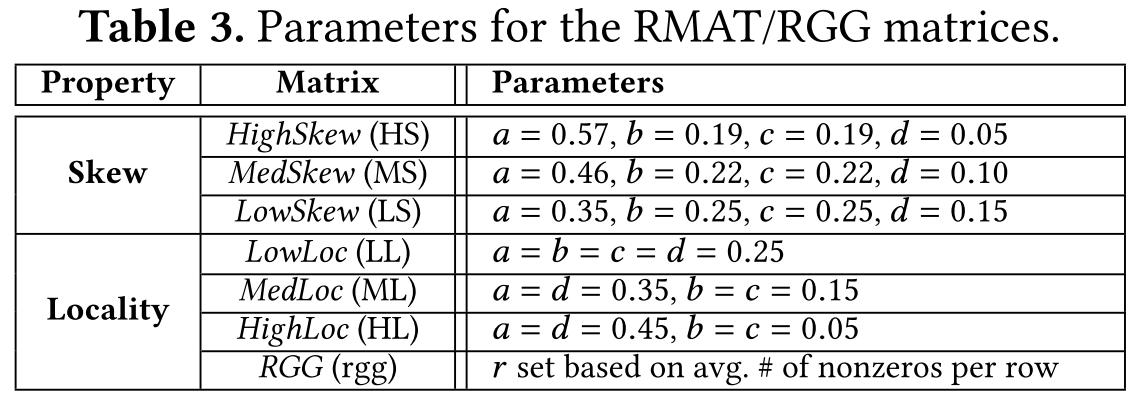 Table 3. Parameters for the RMAT/RGG matrices.
Property Matrix Parameters
Skew
HighSkew (HS) a = 0.57, b = 0.19, c = 0.19, d = 0.05
MedSkew (MS) a = 0.46, b = 0.22, c = 0.22, d = 0.10
LowSkew (LS) a = 0.35, b = 0.25, c = 0.25, d = 0.15
Locality
LowLoc (LL) a = b = c = d = 0.25
MedLoc (ML) a = d = 0.35, b = c = 0.15
HighLoc (HL) a = d = 0.45, b = c = 0.05
RGG (rgg) r set based on avg. # of nonzeros per row